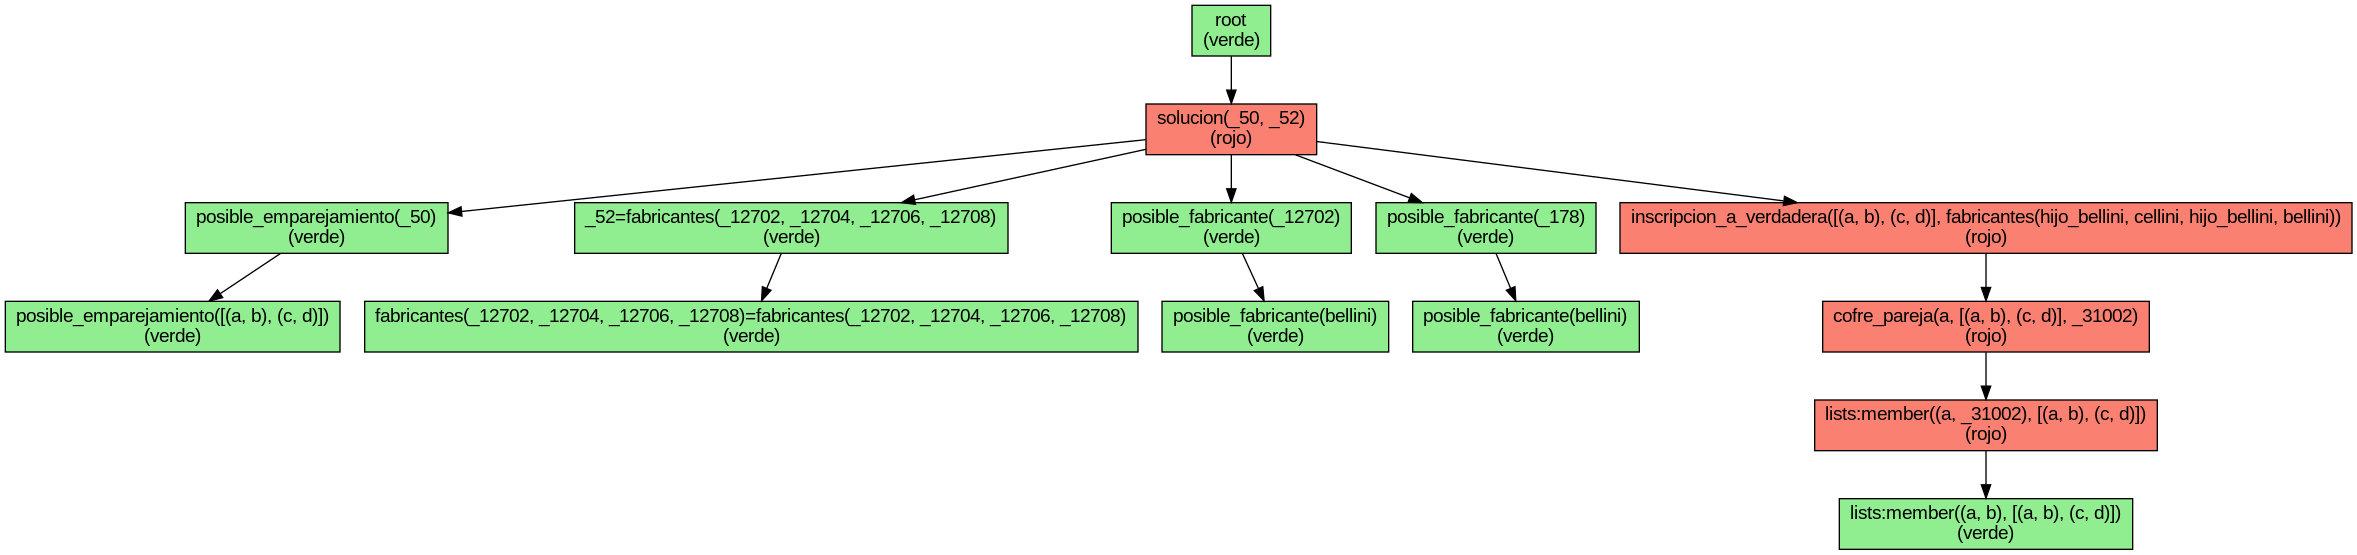 root
(verde)
solucion(_50, _52)
(rojo)
posible_emparejamiento(_50)
(verde)
_52=fabricantes(_12702, _12704, _12706, _12708)
(verde)
posible_fabricante(_12702)
(verde)
posible_fabricante(_178)
(verde)
inscripcion_a_verdadera([(a, b), (c, d)], fabricantes(hijo_bellini, cellini, hijo_bellini, bellini))
(rojo)
posible_emparejamiento([(a, b), (c, d)])
(verde)
fabricantes(_12702, _12704, _12706, _12708)=fabricantes(_12702, _12704, _12706, _12708)
(verde)
posible_fabricante(bellini)
(verde)
posible_fabricante(bellini)
(verde)
cofre_pareja(a, [(a, b), (c, d)], _31002)
(rojo)
lists:member((a, _31002), [(a, b), (c, d)])
(rojo)
lists:member((a, b), [(a, b), (c, d)])
(verde)